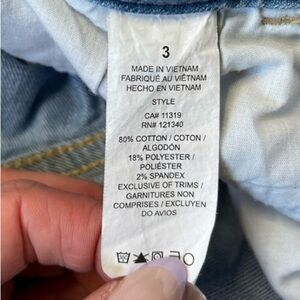 3
MADE IN VIETNAM
FABRIQUÉ AU VIÊTNAM
HECHO EN VIETNAM
STYLE
CA# 11319
RN# 121340
80% COTTON / COTON /
ALGODÓN
18% POLYESTER /
POLIÉSTER
2% SPANDEX
EXCLUSIVE OF TRIMS /
GARNITURES NON
COMPRISES / EXCLUYEN
DO AVIOS